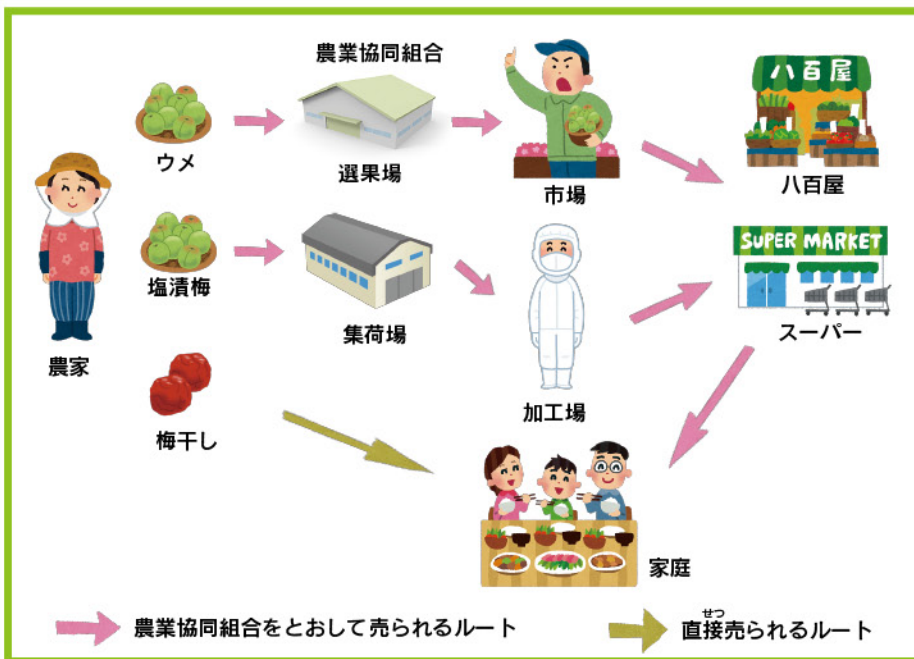 農業協同組合
八百屋
ウメ
選果場
市場
八百屋
SUPER MARKET
塩漬梅
集荷場
スーパー
農家
加工場
梅干し
家庭
農業協同組合をとおして売られるルート
せつ
直接売られるルート